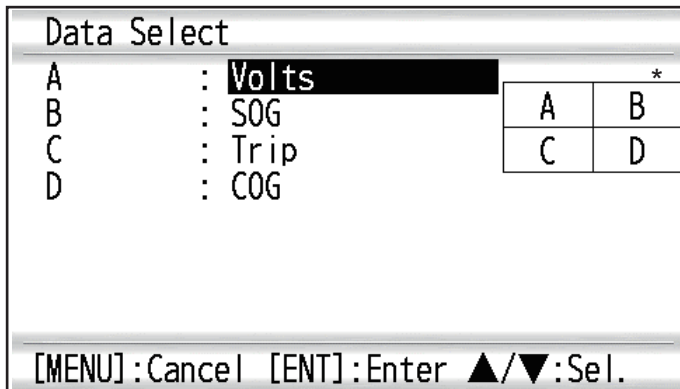 Data Select
A : Volts *
B : SOG A B
C : Trip C D
D : COG
[MENU]:Cancel [ENT]:Enter ▲/▼:Sel.